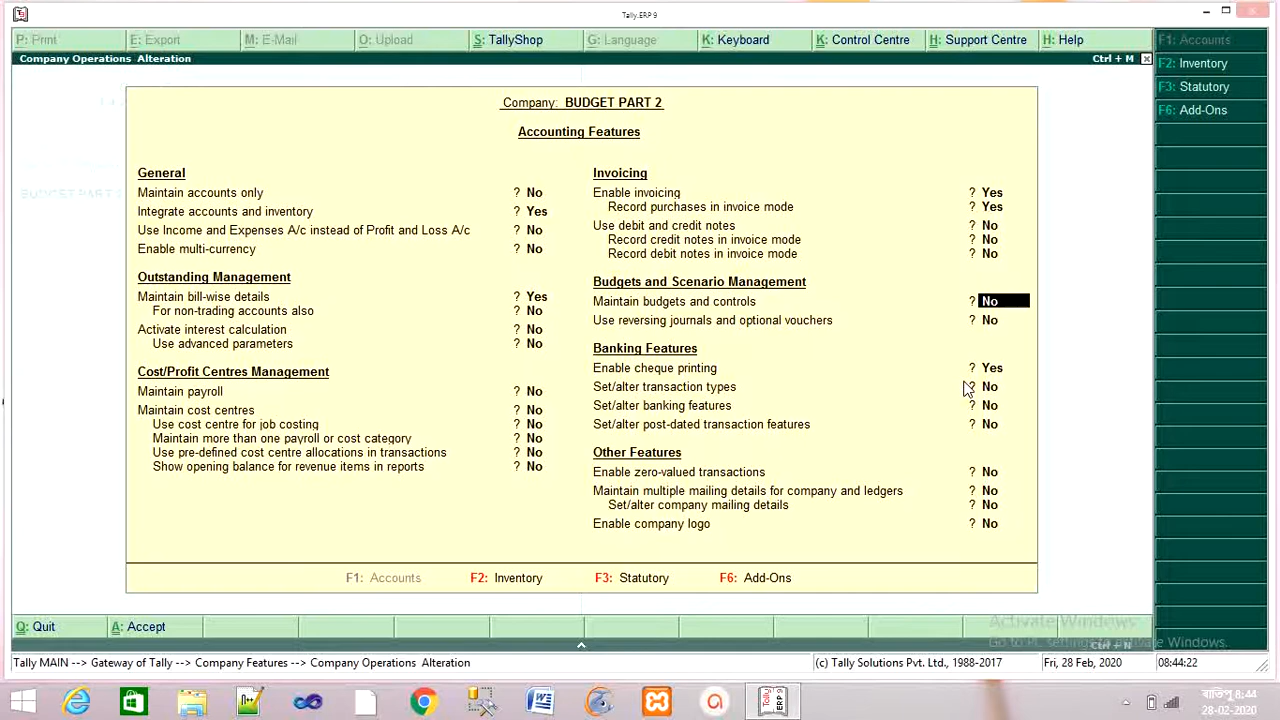 Tally.ERP 9
P: Print E: Export M: E-Mail O: Upload S: TallyShop G: Language K: Keyboard K: Control Centre H: Support Centre H: Help F1: Accounts
Company Operations Alteration Ctrl + M
F2: Inventory
F3: Statutory
F6: Add-Ons
Company: BUDGET PART 2
Accounting Features
General
Maintain accounts only ? No
Integrate accounts and inventory ? Yes
Use Income and Expenses A/c instead of Profit and Loss A/c ? No
Enable multi-currency ? No
Outstanding Management
Maintain bill-wise details ? Yes
For non-trading accounts also ? No
Activate interest calculation ? No
Use advanced parameters ? No
Cost/Profit Centres Management
Maintain payroll ? No
Maintain cost centres ? No
Use cost centre for job costing ? No
Maintain more than one payroll or cost category ? No
Use pre-defined cost centre allocations in transactions ? No
Show opening balance for revenue items in reports ? No
Invoicing
Enable invoicing ? Yes
Record purchases in invoice mode ? Yes
Use debit and credit notes ? No
Record credit notes in invoice mode ? No
Record debit notes in invoice mode ? No
Budgets and Scenario Management
Maintain budgets and controls ? No
Use reversing journals and optional vouchers ? No
Banking Features
Enable cheque printing ? Yes
Set/alter transaction types ? No
Set/alter banking features ? No
Set/alter post-dated transaction features ? No
Other Features
Enable zero-valued transactions ? No
Maintain multiple mailing details for company and ledgers ? No
Set/alter company mailing details ? No
Enable company logo ? No
F1: Accounts F2: Inventory F3: Statutory F6: Add-Ons
BUDGET PART 2
Q: Quit A: Accept
Activate Windows
Go to PC settings to activate Windows.
Ctrl + N
Tally MAIN --> Gateway of Tally --> Company Features --> Company Operations Alteration (c) Tally Solutions Pvt. Ltd., 1988-2017 Fri, 28 Feb, 2020 08:44:22
8:44
28-02-2020